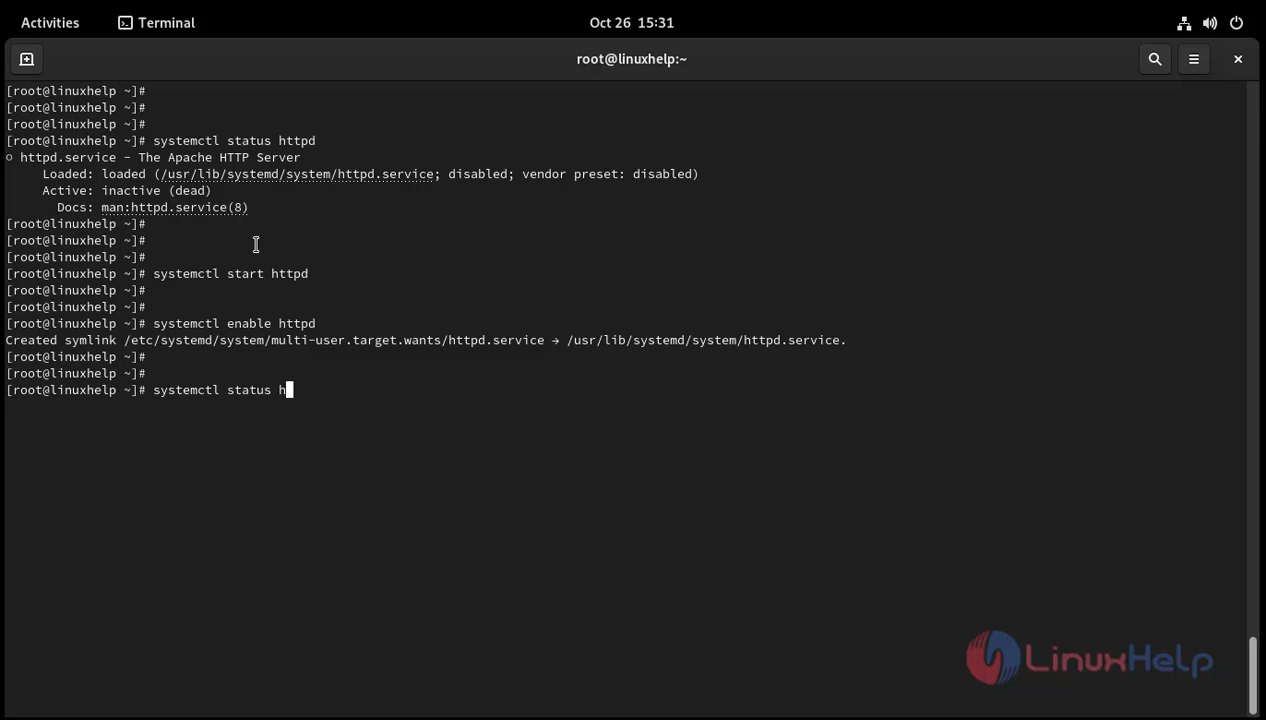 Activities Terminal Oct 26 15:31
root@linuxhelp:~
[root@linuxhelp ~]#
[root@linuxhelp ~]#
[root@linuxhelp ~]#
[root@linuxhelp ~]# systemctl status httpd
○ httpd.service - The Apache HTTP Server
     Loaded: loaded (/usr/lib/systemd/system/httpd.service; disabled; vendor preset: disabled)
     Active: inactive (dead)
       Docs: man:httpd.service(8)
[root@linuxhelp ~]#
[root@linuxhelp ~]#
[root@linuxhelp ~]#
[root@linuxhelp ~]# systemctl start httpd
[root@linuxhelp ~]#
[root@linuxhelp ~]#
[root@linuxhelp ~]# systemctl enable httpd
Created symlink /etc/systemd/system/multi-user.target.wants/httpd.service → /usr/lib/systemd/system/httpd.service.
[root@linuxhelp ~]#
[root@linuxhelp ~]#
[root@linuxhelp ~]# systemctl status h
LinuxHelp